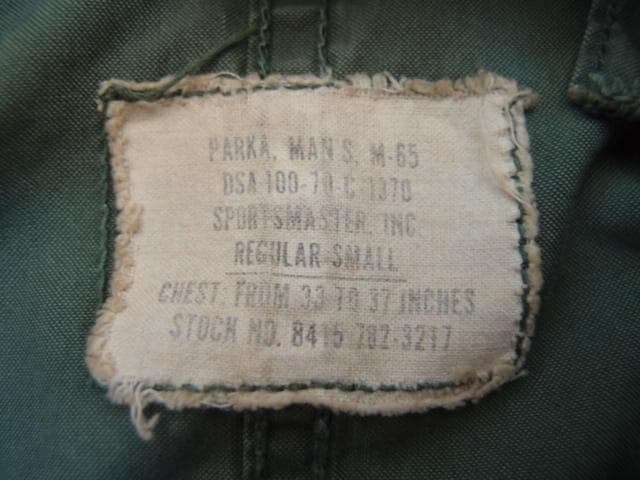 PARKA, MAN'S, M-65
DSA 100-70-C-1370
SPORTSMASTER, INC.
REGULAR-SMALL
CHEST: FROM 33 TO 37 INCHES
STOCK NO. 8415-782-3217